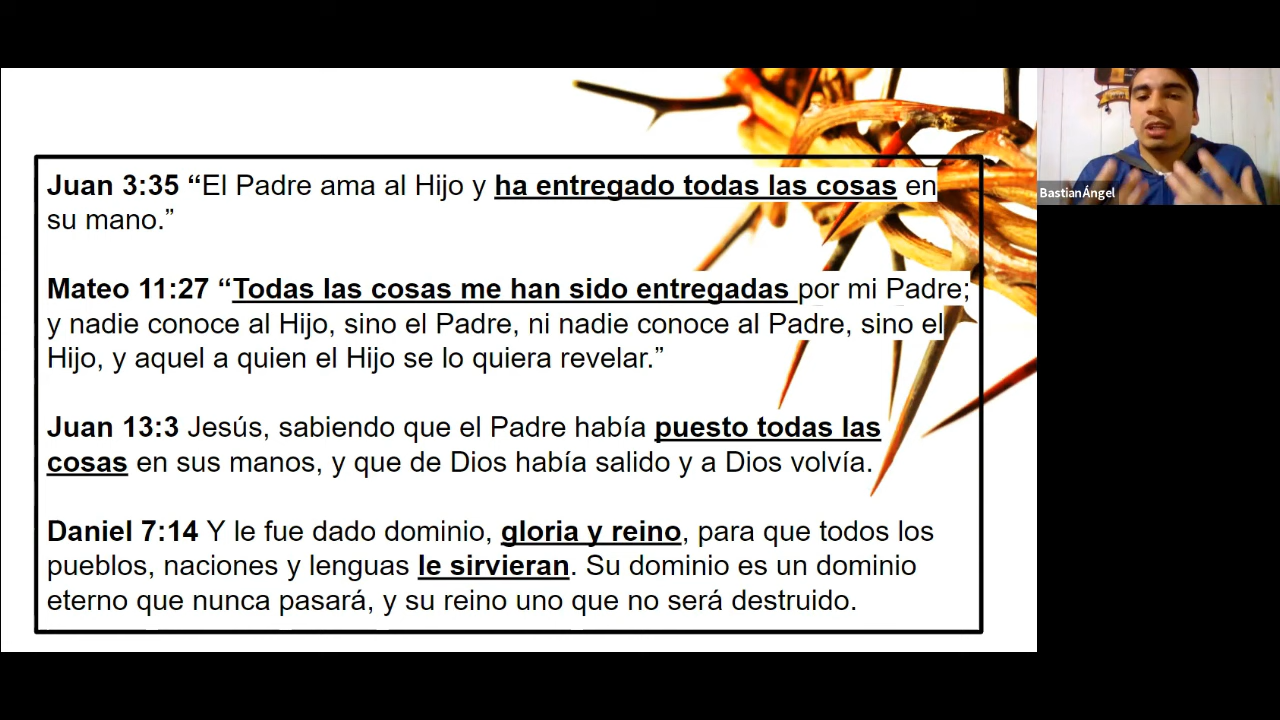 Juan 3:35 “El Padre ama al Hijo y ha entregado todas las cosas en
su mano.”
Mateo 11:27 “Todas las cosas me han sido entregadas por mi Padre;
y nadie conoce al Hijo, sino el Padre, ni nadie conoce al Padre, sino el
Hijo, y aquel a quien el Hijo se lo quiera revelar.”
Juan 13:3 Jesús, sabiendo que el Padre había puesto todas las
cosas en sus manos, y que de Dios había salido y a Dios volvía.
Daniel 7:14 Y le fue dado dominio, gloria y reino, para que todos los
pueblos, naciones y lenguas le sirvieran. Su dominio es un dominio
eterno que nunca pasará, y su reino uno que no será destruido.
BastianÁngel